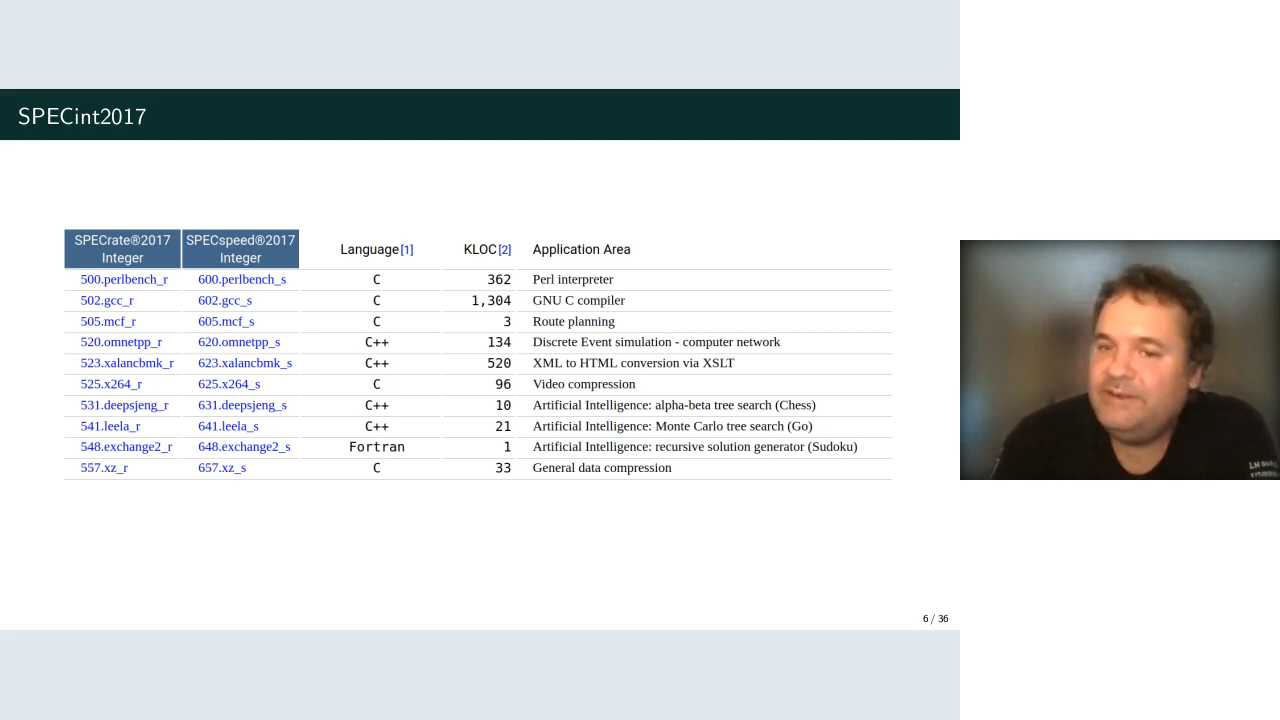 SPECint2017
SPECrate®2017 Integer SPECspeed®2017 Integer Language[1] KLOC[2] Application Area
500.perlbench_r 600.perlbench_s C 362 Perl interpreter
502.gcc_r 602.gcc_s C 1,304 GNU C compiler
505.mcf_r 605.mcf_s C 3 Route planning
520.omnetpp_r 620.omnetpp_s C++ 134 Discrete Event simulation - computer network
523.xalancbmk_r 623.xalancbmk_s C++ 520 XML to HTML conversion via XSLT
525.x264_r 625.x264_s C 96 Video compression
531.deepsjeng_r 631.deepsjeng_s C++ 10 Artificial Intelligence: alpha-beta tree search (Chess)
541.leela_r 641.leela_s C++ 21 Artificial Intelligence: Monte Carlo tree search (Go)
548.exchange2_r 648.exchange2_s Fortran 1 Artificial Intelligence: recursive solution generator (Sudoku)
557.xz_r 657.xz_s C 33 General data compression
6 / 36